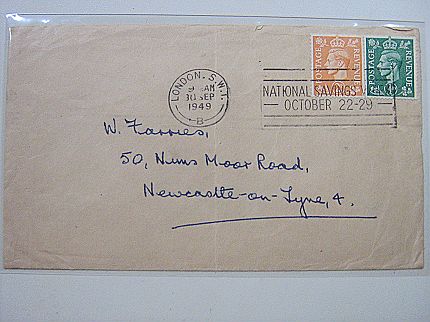 POSTAGE REVENUE
POSTAGE REVENUE
LONDON. S.W.1.
9 - AM
30 SEP
1949
B
NATIONAL SAVINGS
OCTOBER 22-29
W. Farries,
50, Nuns Moor Road,
Newcastle-on-Tyne, 4.